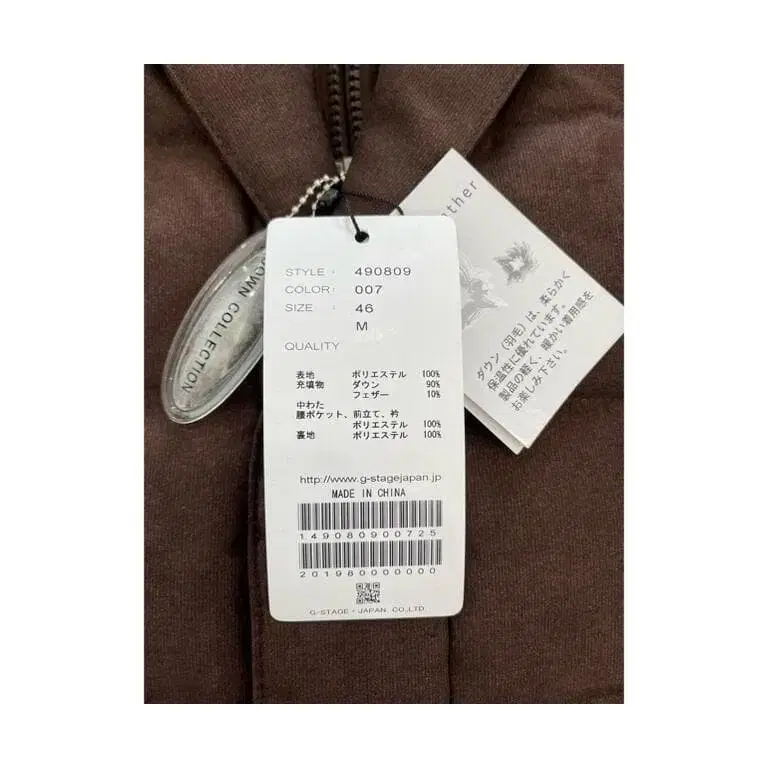 STYLE : 490809
COLOR : 007
SIZE : 46
M
QUALITY
表地 ポリエステル 100%
充填物 ダウン 90%
フェザー 10%
中わた
腰ポケット、前立て、衿
ポリエステル 100%
裏地 ポリエステル 100%
http://www.g-stagejapan.jp
MADE IN CHINA
149080900725
2019800000000
G-STAGE・JAPAN. CO.,LTD.
DOWN COLLECTION
ather
ダウン(羽毛)は、柔らかく
保温性に優れています。
製品の軽く、暖かい着用感を
お楽しみ下さい。